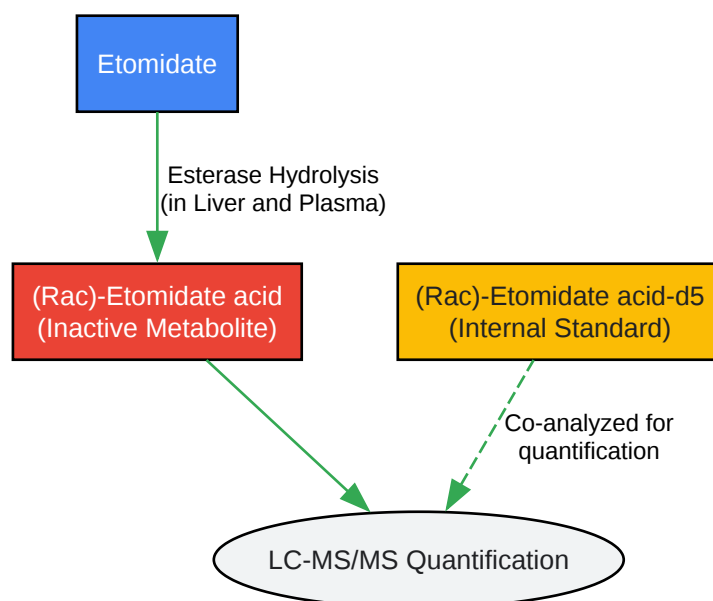 Etomidate
Esterase Hydrolysis
(in Liver and Plasma)
(Rac)-Etomidate acid
(Inactive Metabolite)
(Rac)-Etomidate acid-d5
(Internal Standard)
Co-analyzed for
quantification
LC-MS/MS Quantification